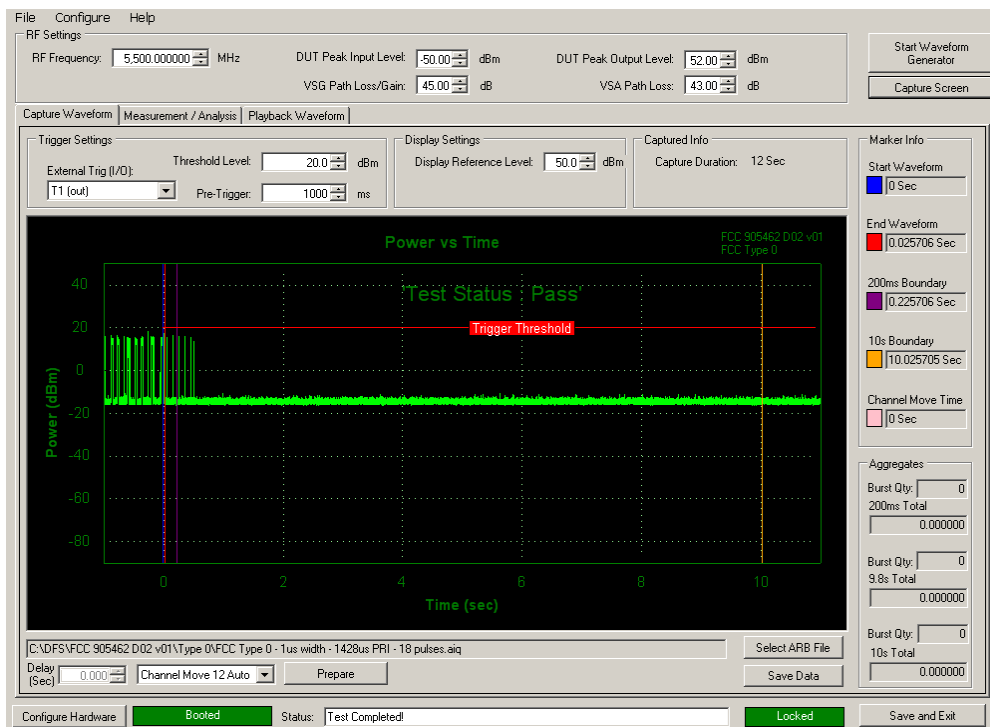 File Configure Help
RF Settings
RF Frequency: 5,500.000000 MHz
DUT Peak Input Level: -50.00 dBm
DUT Peak Output Level: 52.00 dBm
VSG Path Loss/Gain: 45.00 dB
VSA Path Loss: 43.00 dB
Start Waveform
Generator
Capture Screen
Capture Waveform Measurement / Analysis Playback Waveform
Trigger Settings
External Trig (I/O):
T1 (out)
Threshold Level: 20.0 dBm
Pre-Trigger: 1000 ms
Display Settings
Display Reference Level: 50.0 dBm
Captured Info
Capture Duration: 12 Sec
Marker Info
Start Waveform
0 Sec
End Waveform
0.025706 Sec
200ms Boundary
0.225706 Sec
10s Boundary
10.025705 Sec
Channel Move Time
0 Sec
Power vs Time
FCC 905462 D02 v01
FCC Type 0
'Test Status : Pass'
Trigger Threshold
Power (dBm)
40
20
0
-20
-40
-60
-80
0 2 4 6 8 10
Time (sec)
Aggregates
Burst Qty: 0
200ms Total
0.000000
Burst Qty: 0
9.8s Total
0.000000
Burst Qty: 0
10s Total
0.000000
C:\DFS\FCC 905462 D02 v01\Type 0\FCC Type 0 - 1us width - 1428us PRI - 18 pulses.aiq
Select ARB File
Delay
(Sec) 0.000
Channel Move 12 Auto
Prepare
Save Data
Configure Hardware
Booted
Status: Test Completed!
Locked
Save and Exit